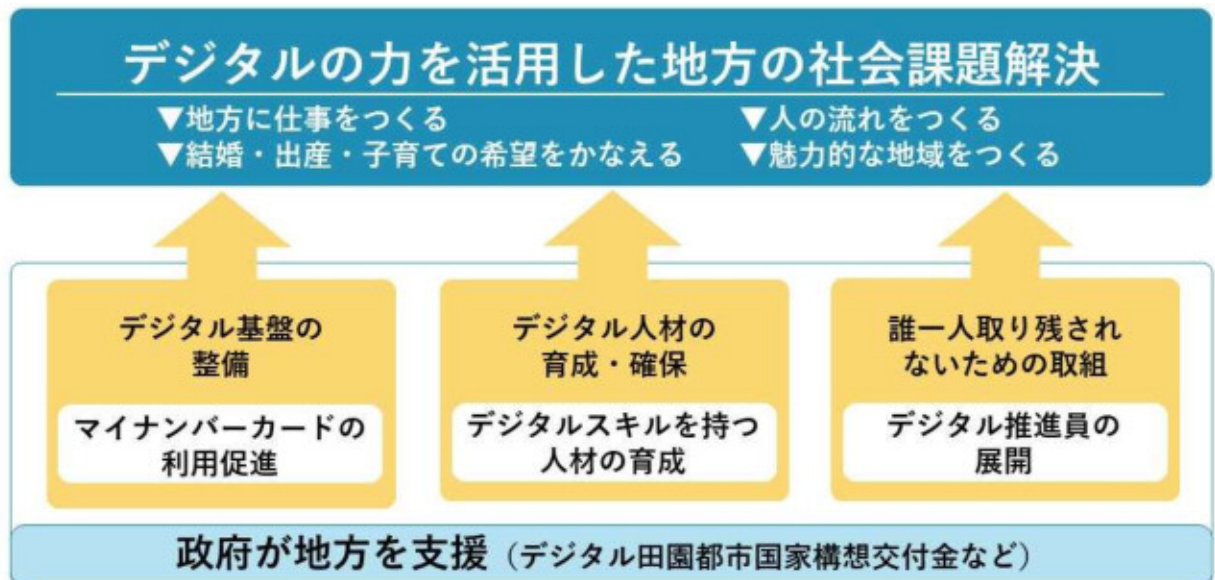 デジタルの力を活用した地方の社会課題解決
▼地方に仕事をつくる
▼人の流れをつくる
▼結婚・出産・子育ての希望をかなえる
▼魅力的な地域をつくる
デジタル基盤の
整備
マイナンバーカードの
利用促進
デジタル人材の
育成・確保
デジタルスキルを持つ
人材の育成
誰一人取り残され
ないための取組
デジタル推進員の
展開
政府が地方を支援（デジタル田園都市国家構想交付金など）